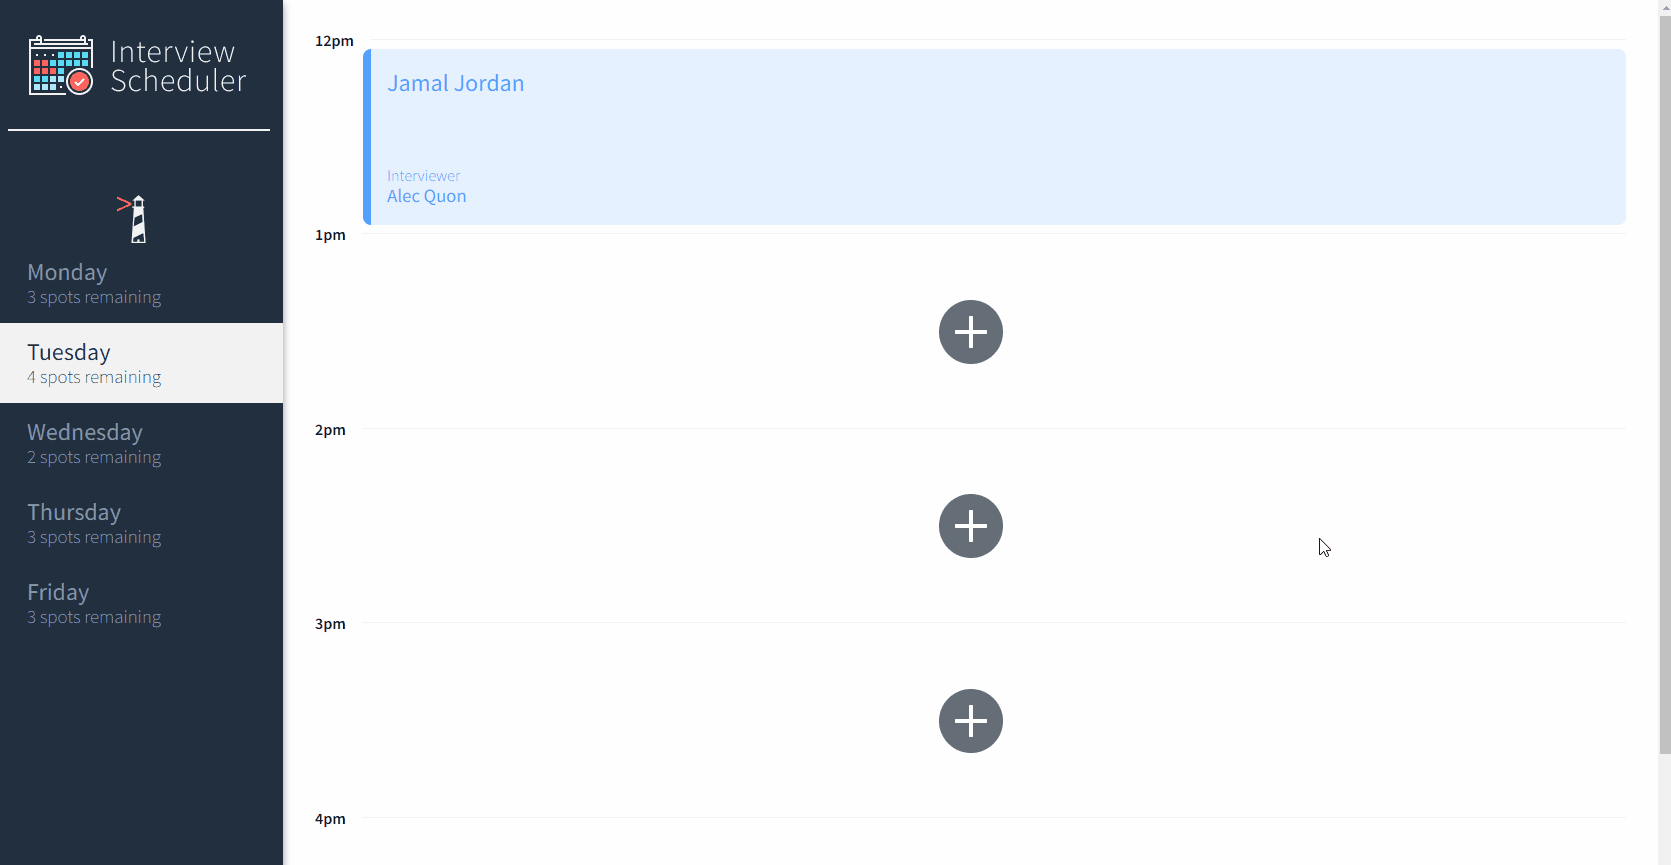 Interview
Scheduler
Monday
3 spots remaining
Tuesday
4 spots remaining
Wednesday
2 spots remaining
Thursday
3 spots remaining
Friday
3 spots remaining
12pm
Jamal Jordan
Interviewer
Alec Quon
1pm
2pm
3pm
4pm